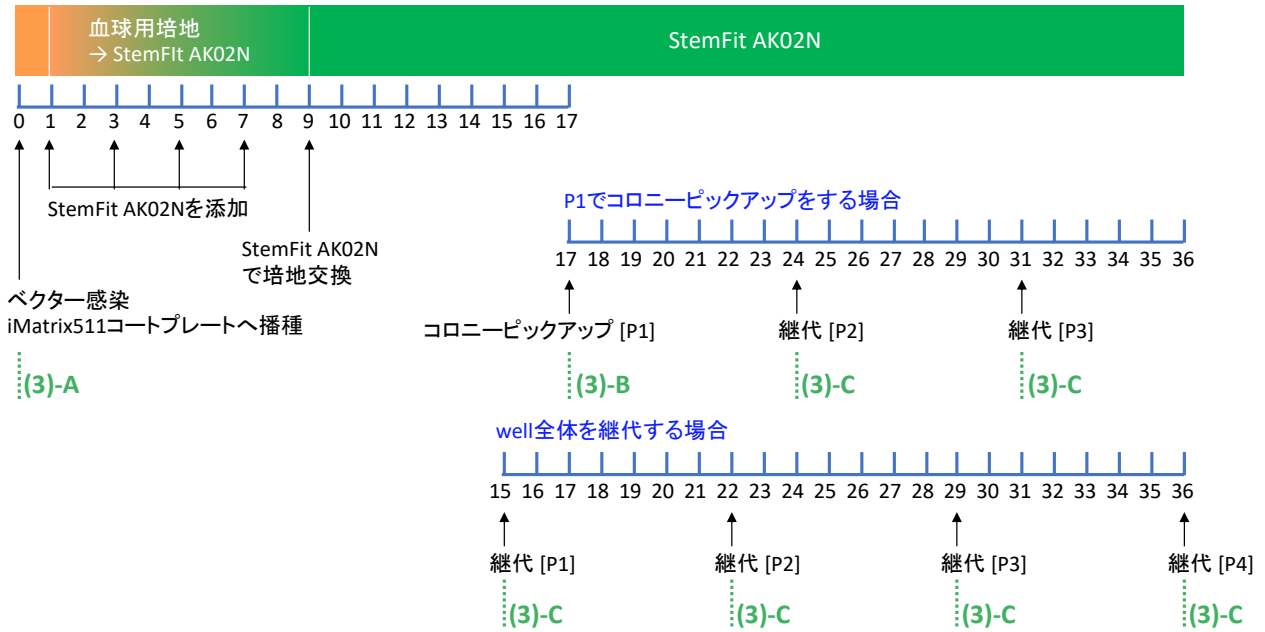 血球用培地
→ StemFIt AK02N
StemFit AK02N
0 1 2 3 4 5 6 7 8 9 10 11 12 13 14 15 16 17
StemFit AK02Nを添加
StemFit AK02N
で培地交換
ベクター感染
iMatrix511コートプレートへ播種
(3)-A
P1でコロニーピックアップをする場合
17 18 19 20 21 22 23 24 25 26 27 28 29 30 31 32 33 34 35 36
コロニーピックアップ [P1] 継代 [P2] 継代 [P3]
(3)-B (3)-C (3)-C
well全体を継代する場合
15 16 17 18 19 20 21 22 23 24 25 26 27 28 29 30 31 32 33 34 35 36
継代 [P1] 継代 [P2] 継代 [P3] 継代 [P4]
(3)-C (3)-C (3)-C (3)-C